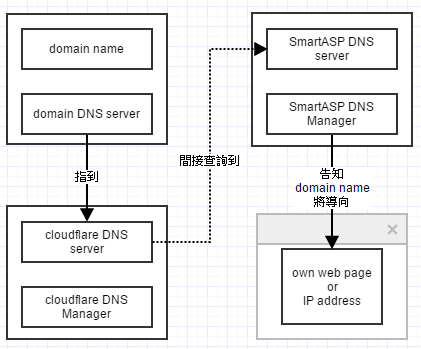 domain name
domain DNS server
指到
cloudflare DNS
server
cloudflare DNS
Manager
間接查詢到
SmartASP DNS
server
SmartASP DNS
Manager
告知
domain name
將導向
own web page
or
IP address